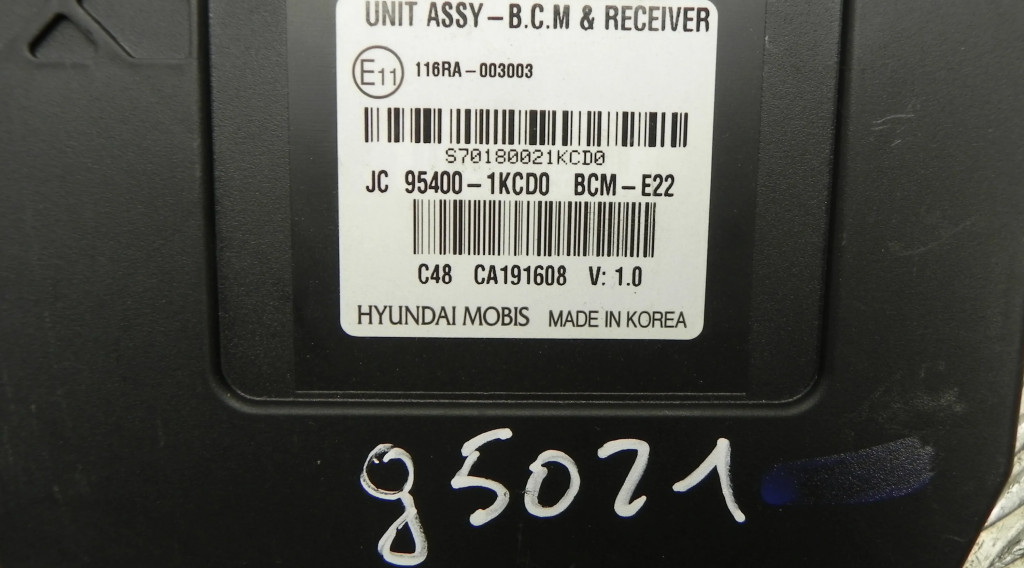 UNIT ASSY-B.C.M & RECEIVER
E11 116RA-003003
S70180021KCD0
JC 95400-1KCD0 BCM-E22
C48 CA191608 V: 1.0
HYUNDAI MOBIS MADE IN KOREA
g5021